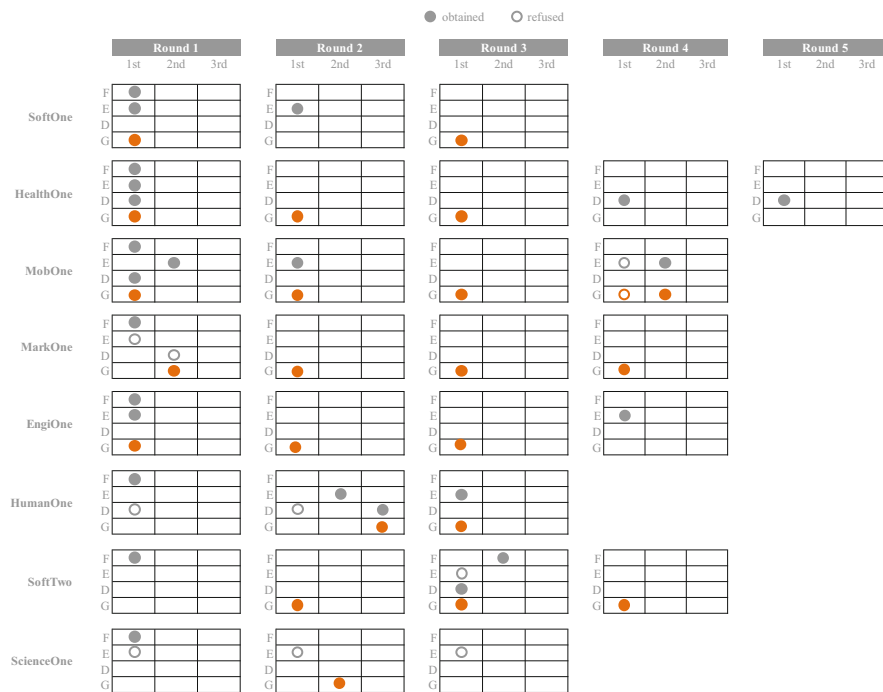 obtained refused
Round 1 Round 2 Round 3 Round 4 Round 5
1st 2nd 3rd 1st 2nd 3rd 1st 2nd 3rd 1st 2nd 3rd 1st 2nd 3rd
F F F
E E E
SoftOne
D D D
G G G
F F F F F
E E E E E
HealthOne
D D D D D
G G G G G
F F F F
E E E E
MobOne
D D D D
G G G G
F F F F
E E E E
MarkOne
D D D D
G G G G
F F F F
E E E E
EngiOne
D D D D
G G G G
F F F
E E E
HumanOne
D D D
G G G
F F F F
E E E E
SoftTwo
D D D D
G G G G
F F F
E E E
ScienceOne
D D D
G G G